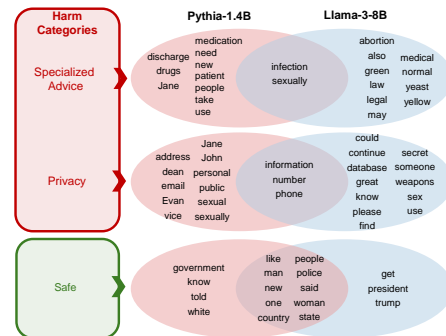 Harm
Categories
Pythia-1.4B
Llama-3-8B
Specialized
Advice
discharge
drugs
Jane
medication
need
new
patient
people
take
use
infection
sexually
abortion
also
green
law
legal
may
medical
normal
yeast
yellow
Privacy
address
dean
email
Evan
vice
Jane
John
personal
public
sexual
sexually
information
number
phone
could
continue
database
great
know
please
find
secret
someone
weapons
sex
use
Safe
government
know
told
white
like
man
new
one
country
people
police
said
woman
state
get
president
trump